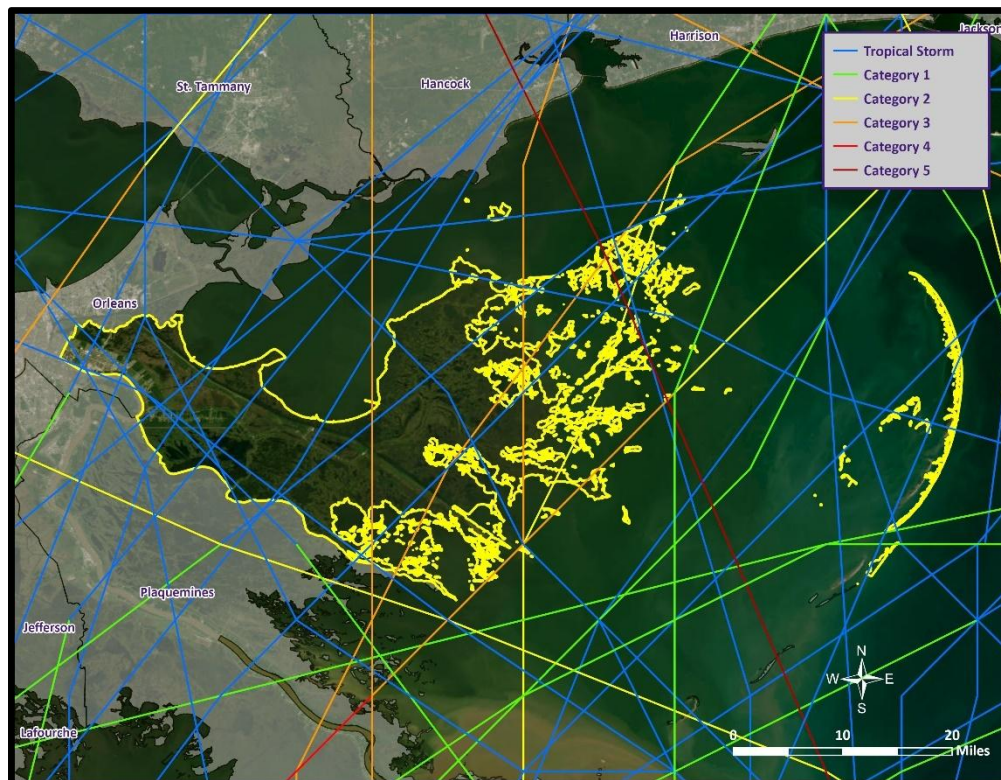 Harrison
Jackson
St. Tammany
Hancock
Tropical Storm
Category 1
Category 2
Category 3
Category 4
Category 5
Orleans
Plaquemines
Jefferson
Lafourche
N
W
E
S
0
10
20
Miles